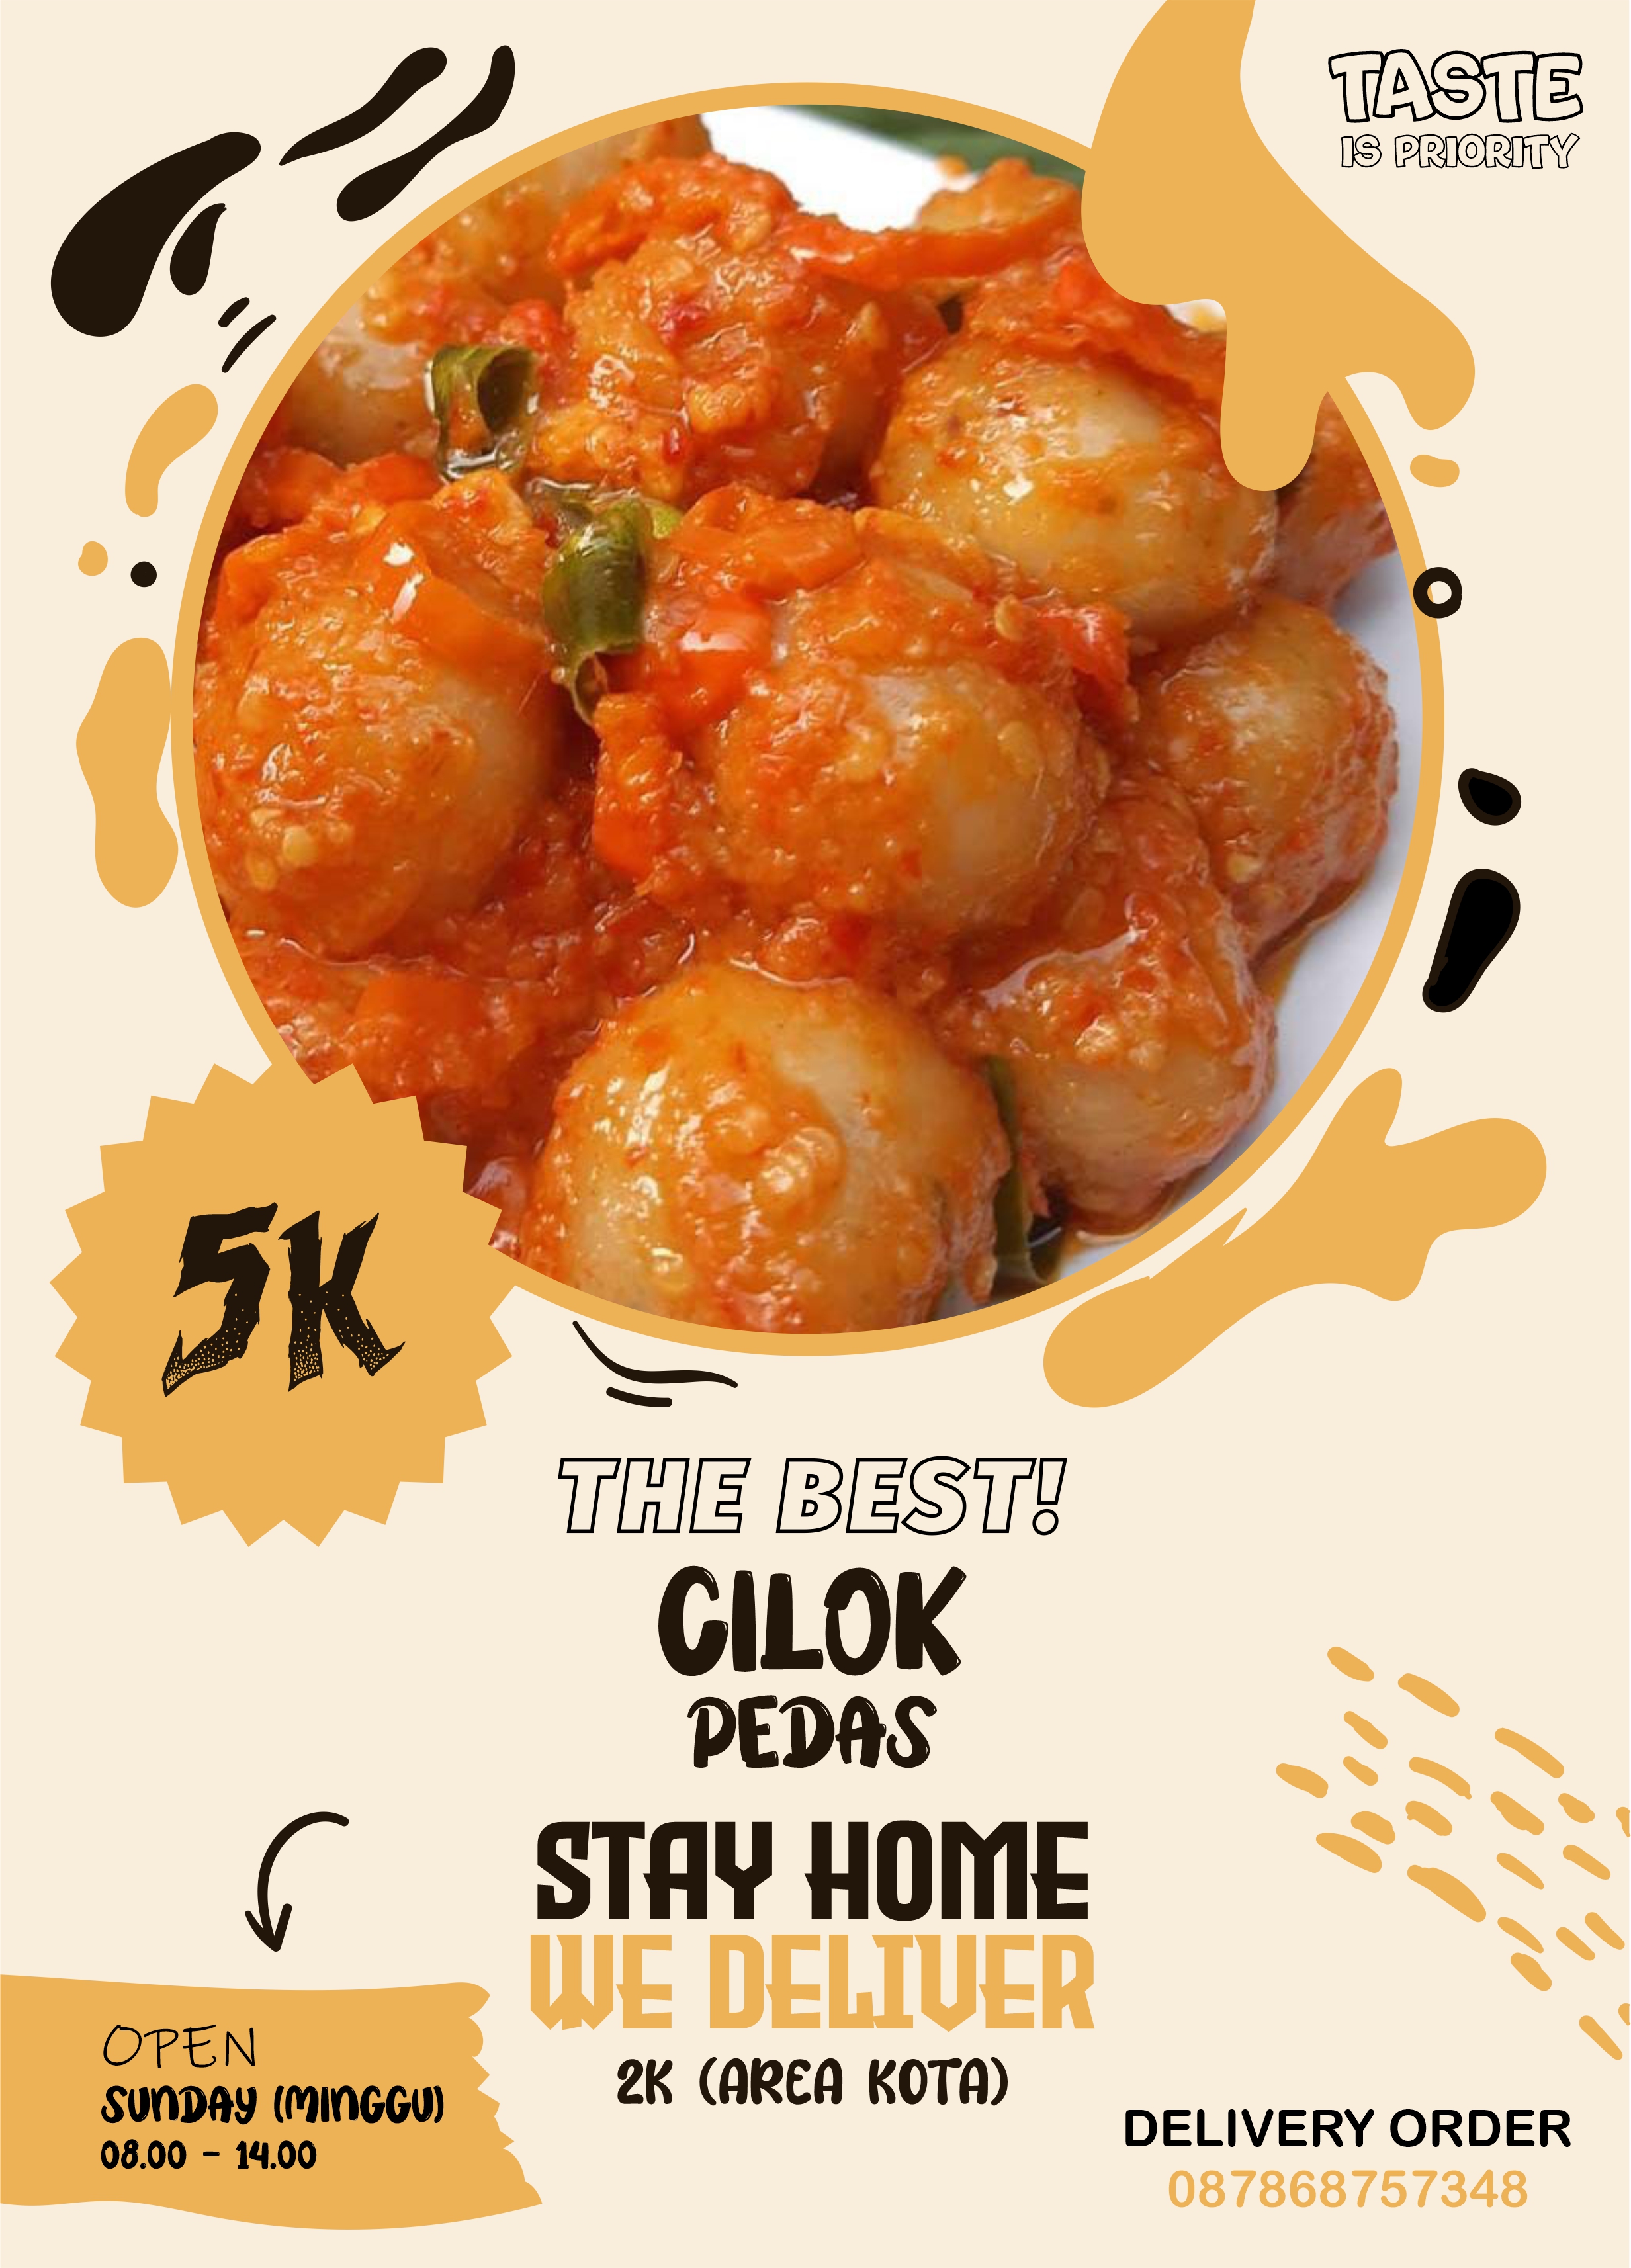 TASTE
IS PRIORITY
5K
THE BEST!
CILOK
PEDAS
STAY HOME
WE DELIVER
2K (AREA KOTA)
OPEN
SUNDAY (MINGGU)
08.00 - 14.00
DELIVERY ORDER
087868757348